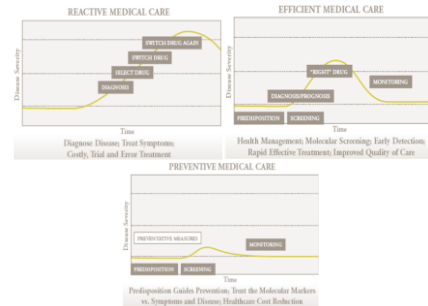 REACTIVE MEDICAL CARE
Disease Severity
SWITCH DRUG AGAIN
SWITCH DRUG
SELECT DRUG
DIAGNOSIS
Time
Diagnose Disease; Treat Symptoms;
Costly, Trial and Error Treatment
EFFICIENT MEDICAL CARE
Disease Severity
"RIGHT" DRUG
MONITORING
DIAGNOSIS/PROGNOSIS
PREDISPOSITION
SCREENING
Time
Health Management; Molecular Screening; Early Detection;
Rapid Effective Treatment; Improved Quality of Care
PREVENTIVE MEDICAL CARE
Disease Severity
PREVENTATIVE MEASURES
MONITORING
PREDISPOSITION
SCREENING
Time
Predisposition Guides Prevention; Trust the Molecular Markers
vs. Symptoms and Disease; Healthcare Cost Reduction